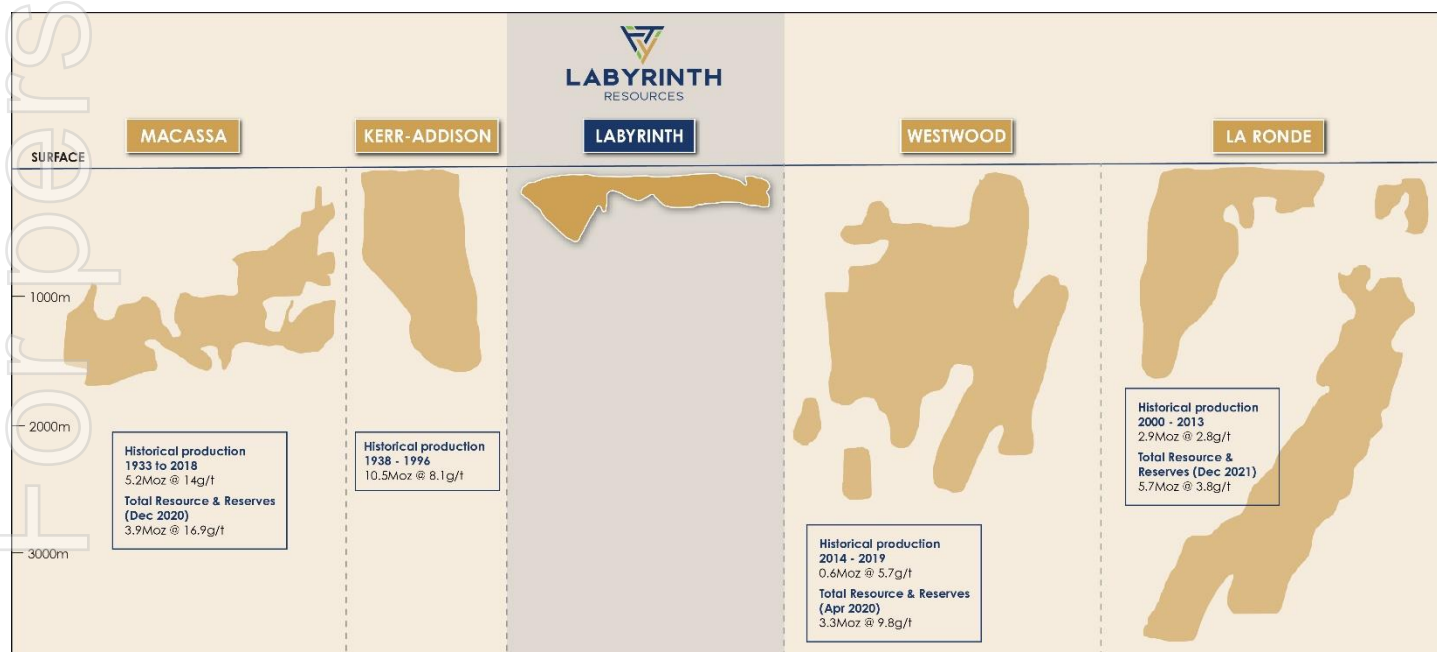 For pers
LABYRINTH
RESOURCES
MACASSA
KERR-ADDISON
LABYRINTH
WESTWOOD
LA RONDE
SURFACE
1000m
2000m
3000m
Historical production
1933 to 2018
5.2Moz @ 14g/t
Total Resource & Reserves
(Dec 2020)
3.9Moz @ 16.9g/t
Historical production
1938 - 1996
10.5Moz @ 8.1g/t
Historical production
2014 - 2019
0.6Moz @ 5.7g/t
Total Resource & Reserves
(Apr 2020)
3.3Moz @ 9.8g/t
Historical production
2000 - 2013
2.9Moz @ 2.8g/t
Total Resource &
Reserves (Dec 2021)
5.7Moz @ 3.8g/t